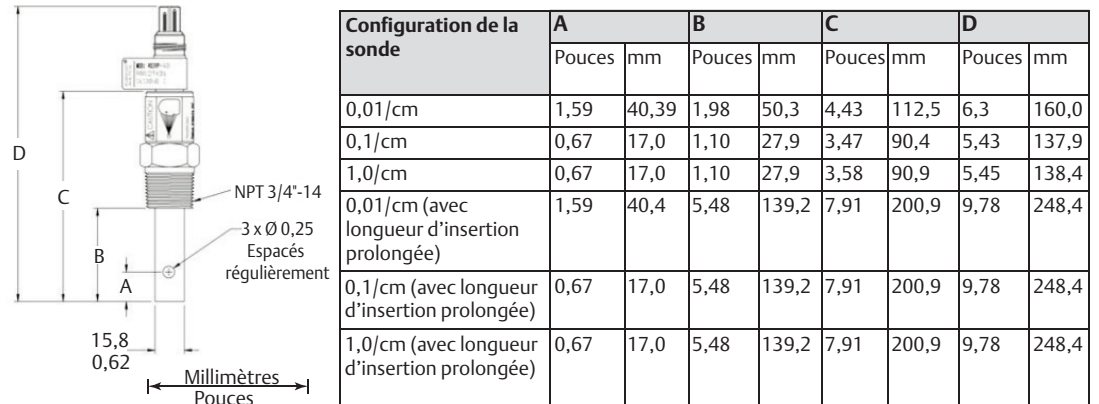 D
C
B
A
NPT 3/4"-14
3 x Ø 0,25
Espacés
régulièrement
15,8
0,62
Millimètres
Pouces
Configuration de la sonde A B C D
Pouces mm Pouces mm Pouces mm Pouces mm
0,01/cm 1,59 40,39 1,98 50,3 4,43 112,5 6,3 160,0
0,1/cm 0,67 17,0 1,10 27,9 3,47 90,4 5,43 137,9
1,0/cm 0,67 17,0 1,10 27,9 3,58 90,9 5,45 138,4
0,01/cm (avec 1,59 40,4 5,48 139,2 7,91 200,9 9,78 248,4
longueur d'insertion
prolongée)
0,1/cm (avec longueur 0,67 17,0 5,48 139,2 7,91 200,9 9,78 248,4
d'insertion prolongée)
1,0/cm (avec longueur 0,67 17,0 5,48 139,2 7,91 200,9 9,78 248,4
d'insertion prolongée)